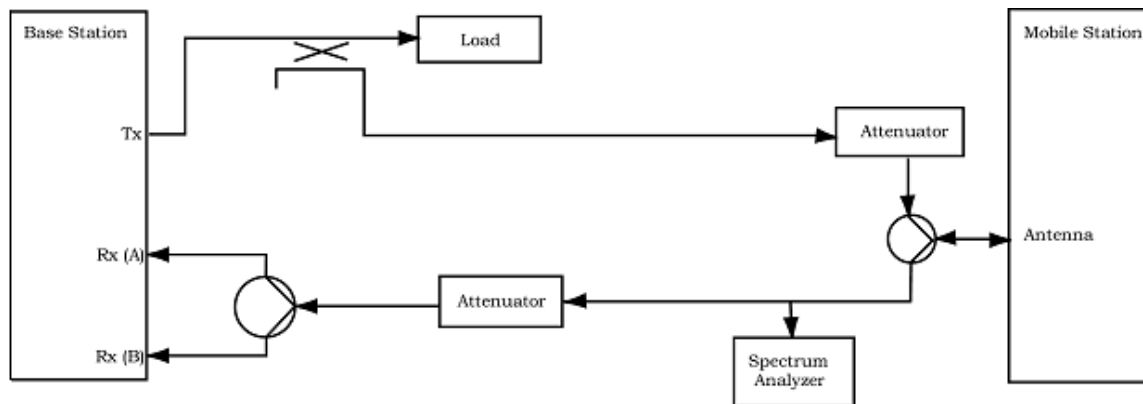 Base Station
Load
Mobile Station
Tx
Attenuator
Rx (A)
Antenna
Attenuator
Rx (B)
Spectrum
Analyzer